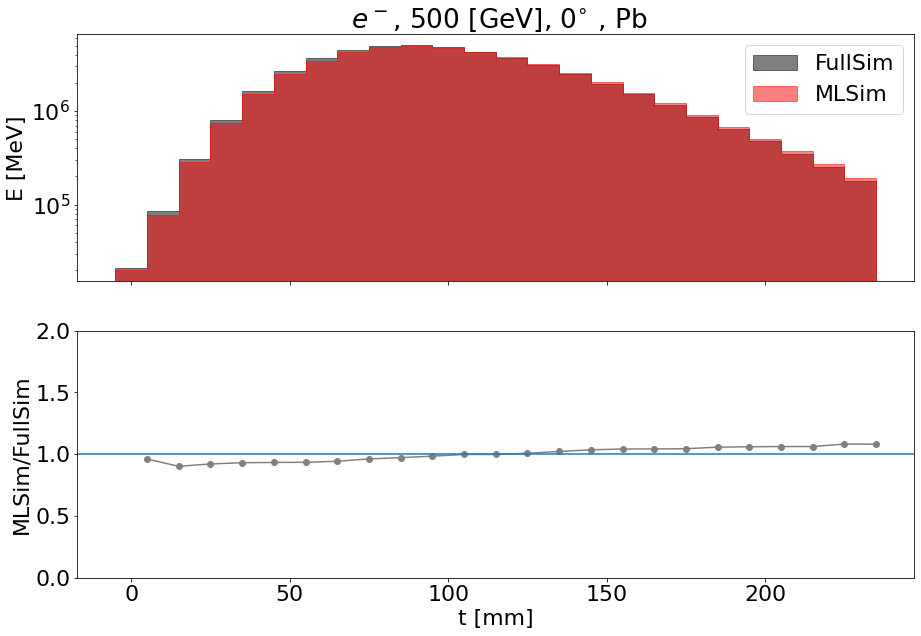 e⁻, 500 [GeV], 0° , Pb
FullSim
MLSim
E [MeV]
10⁶
10⁵
MLSim/FullSim
2.0
1.5
1.0
0.5
0.0
0 50 100 150 200
t [mm]